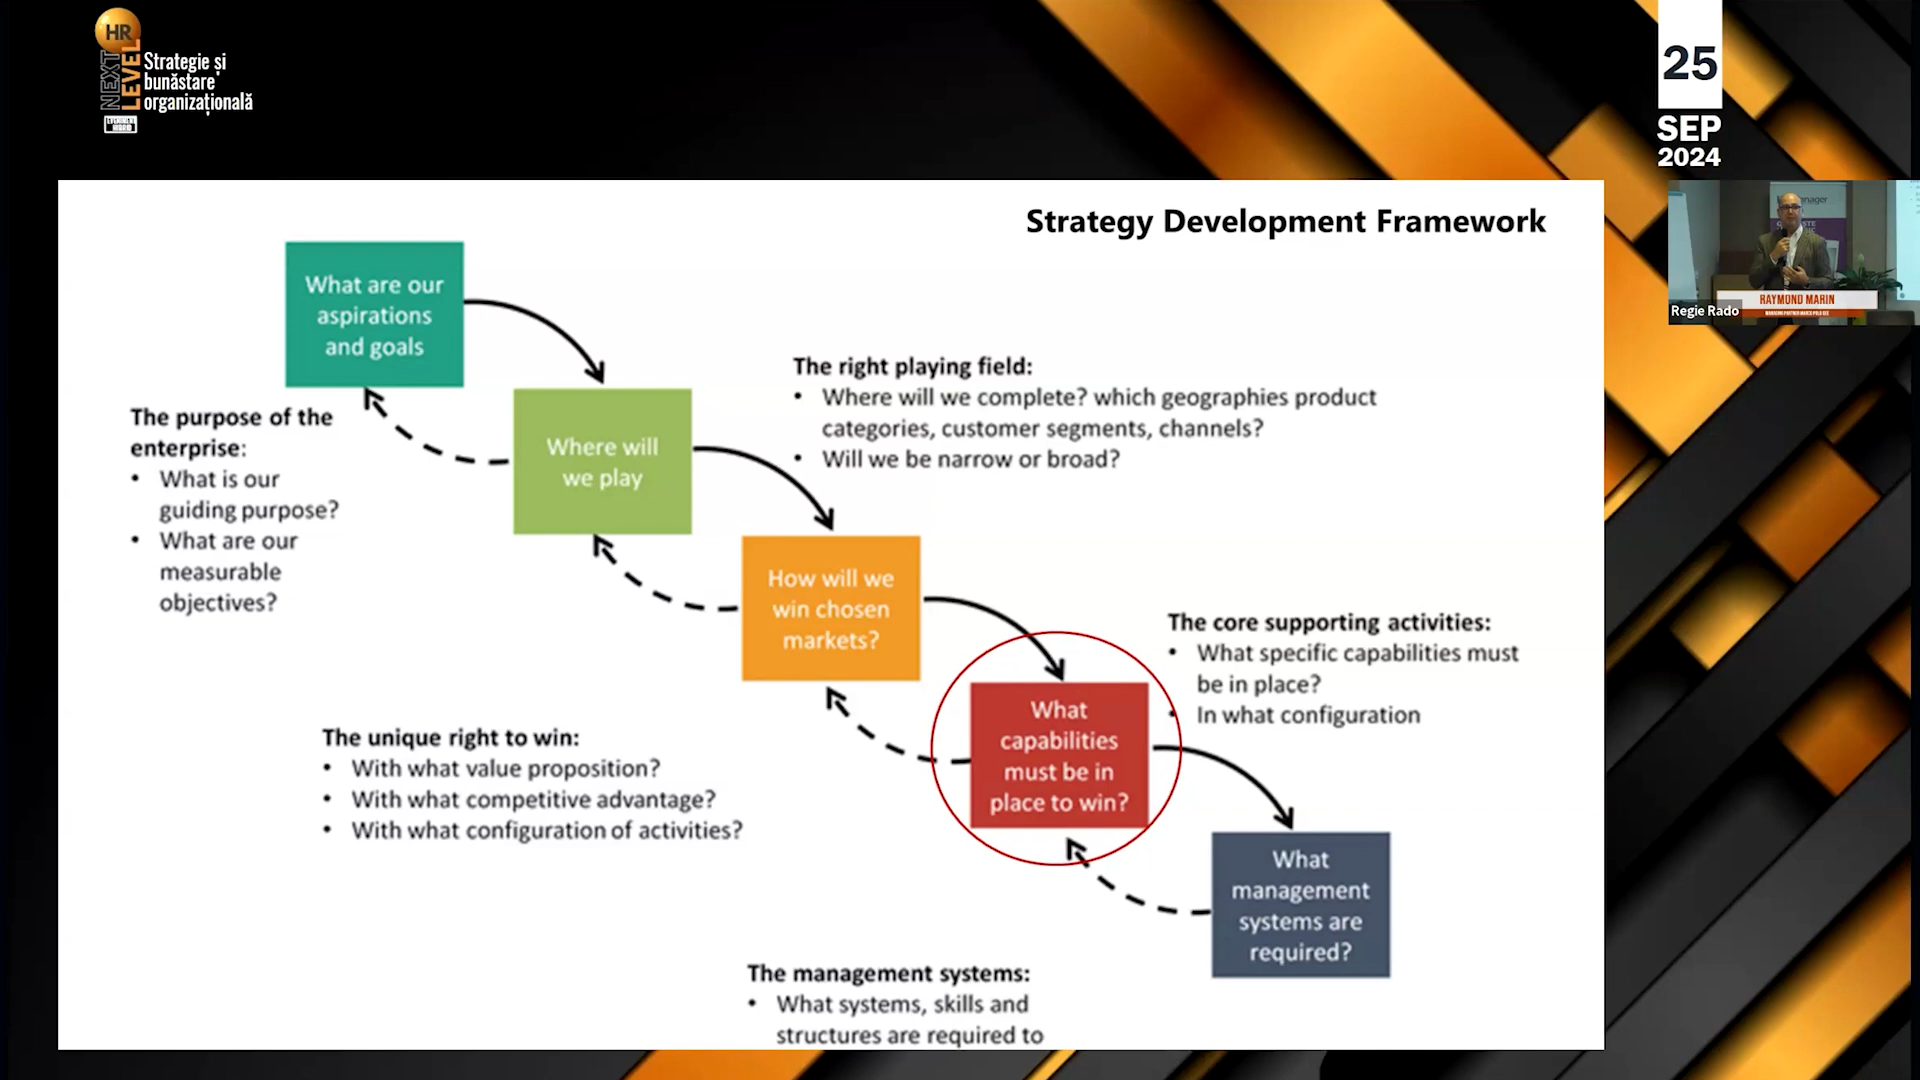 HR
NEXT
LEVEL
Strategie și
bunăstare
organizațională
25
SEP
2024
Strategy Development Framework
What are our
aspirations
and goals
The purpose of the
enterprise:
• What is our
guiding purpose?
• What are our
measurable
objectives?
Where will
we play
The right playing field:
• Where will we complete? which geographies product
categories, customer segments, channels?
• Will we be narrow or broad?
How will we
win chosen
markets?
The unique right to win:
• With what value proposition?
• With what competitive advantage?
• With what configuration of activities?
What
capabilities
must be in
place to win?
The core supporting activities:
• What specific capabilities must
be in place?
• In what configuration
What
management
systems are
required?
The management systems:
• What systems, skills and
structures are required to
RAYMOND MARIN
MANAGING PARTNER MARCO POLO CEE
Regie Rado